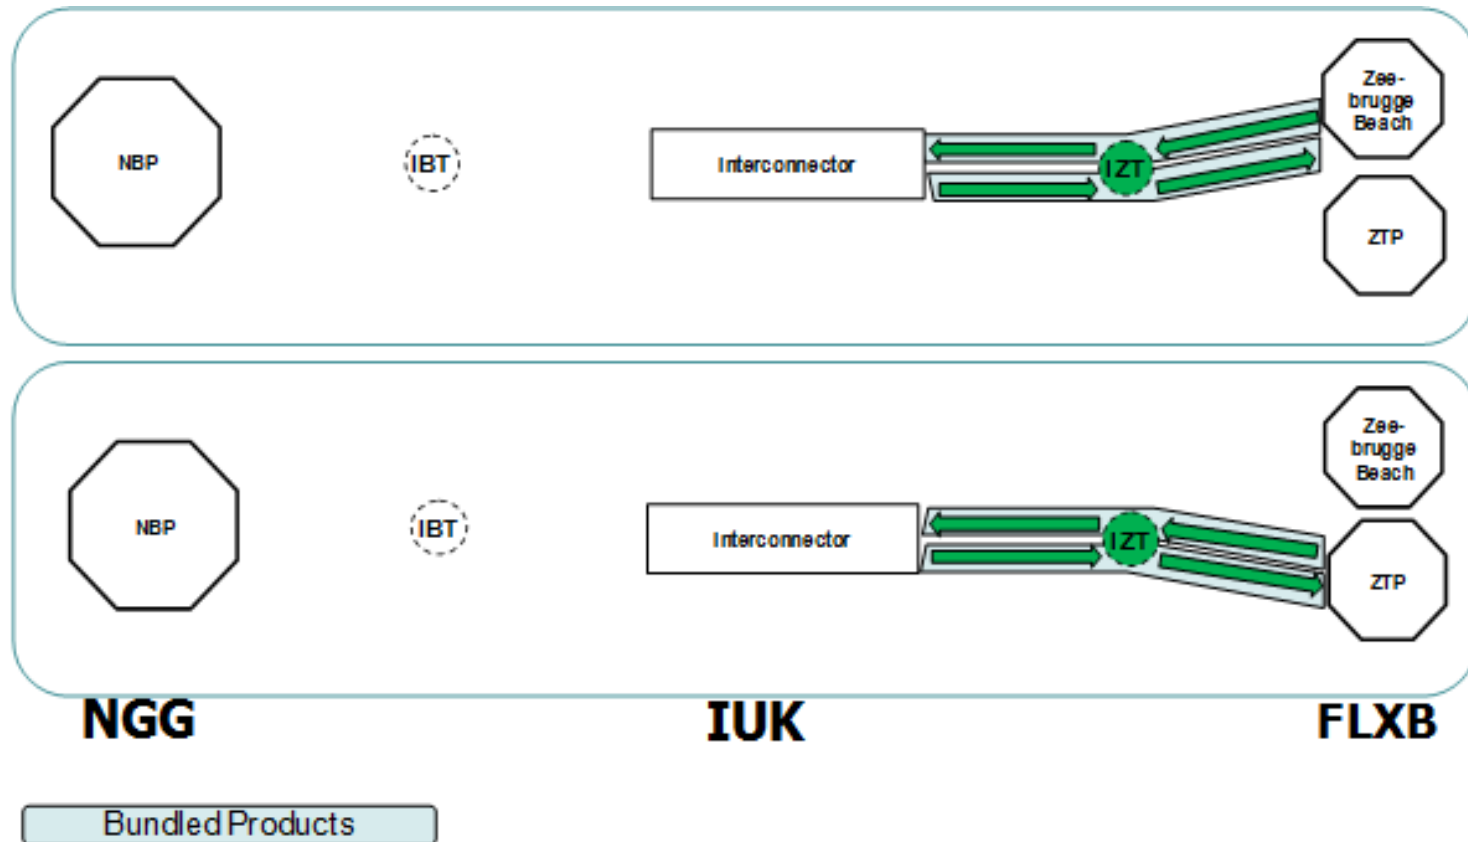 Zee-
brugge
Beach
NBP
IBT
Interconnector
IZT
ZTP
Zee-
brugge
Beach
NBP
IBT
Interconnector
IZT
ZTP
NGG
IUK
FLXB
Bundled Products